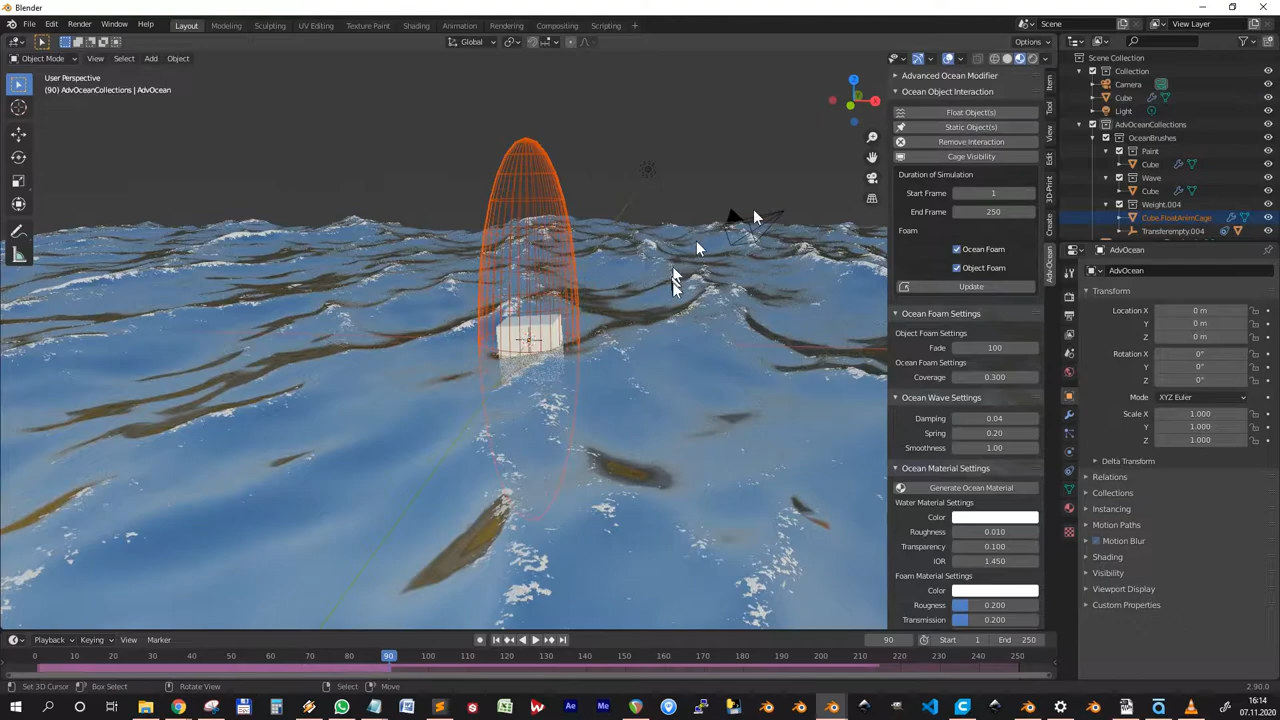 Blender
File Edit Render Window Help Layout Modeling Sculpting UV Editing Texture Paint Shading Animation Rendering Compositing Scripting + Scene View Layer
Global Options
Object Mode View Select Add Object
User Perspective
(90) AdvOceanCollections | AdvOcean
Advanced Ocean Modifier
Ocean Object Interaction
Float Object(s)
Static Object(s)
Remove Interaction
Cage Visibility
Duration of Simulation
Start Frame 1
End Frame 250
Foam
Ocean Foam
Object Foam
Update
Ocean Foam Settings
Object Foam Settings
Fade 100
Ocean Foam Settings
Coverage 0.300
Ocean Wave Settings
Damping 0.04
Spring 0.20
Smoothness 1.00
Ocean Material Settings
Generate Ocean Material
Water Material Settings
Color
Roughness 0.010
Transparency 0.100
IOR 1.450
Foam Material Settings
Color
Rougness 0.200
Transmission 0.200
Item
Tool
View
Edit
3D-Print
Create
Adv-Ocean
Scene Collection
Collection
Camera
Cube
Light
AdvOceanCollections
OceanBrushes
Paint
Cube
Wave
Cube
Weight.004
Cube.FloatAnimCage
Transferempty.004
AdvOcean
AdvOcean
Transform
Location X 0 m
Y 0 m
Z 0 m
Rotation X 0°
Y 0°
Z 0°
Mode XYZ Euler
Scale X 1.000
Y 1.000
Z 1.000
Delta Transform
Relations
Collections
Instancing
Motion Paths
Motion Blur
Shading
Visibility
Viewport Display
Custom Properties
Playback Keying View Marker 90 Start 1 End 250
0 10 20 30 40 50 60 70 80 90 100 110 120 130 140 150 160 170 180 190 200 210 220 230 240 250
Set 3D Cursor Box Select Rotate View Select Move 2.90.0
16:14
07.11.2020